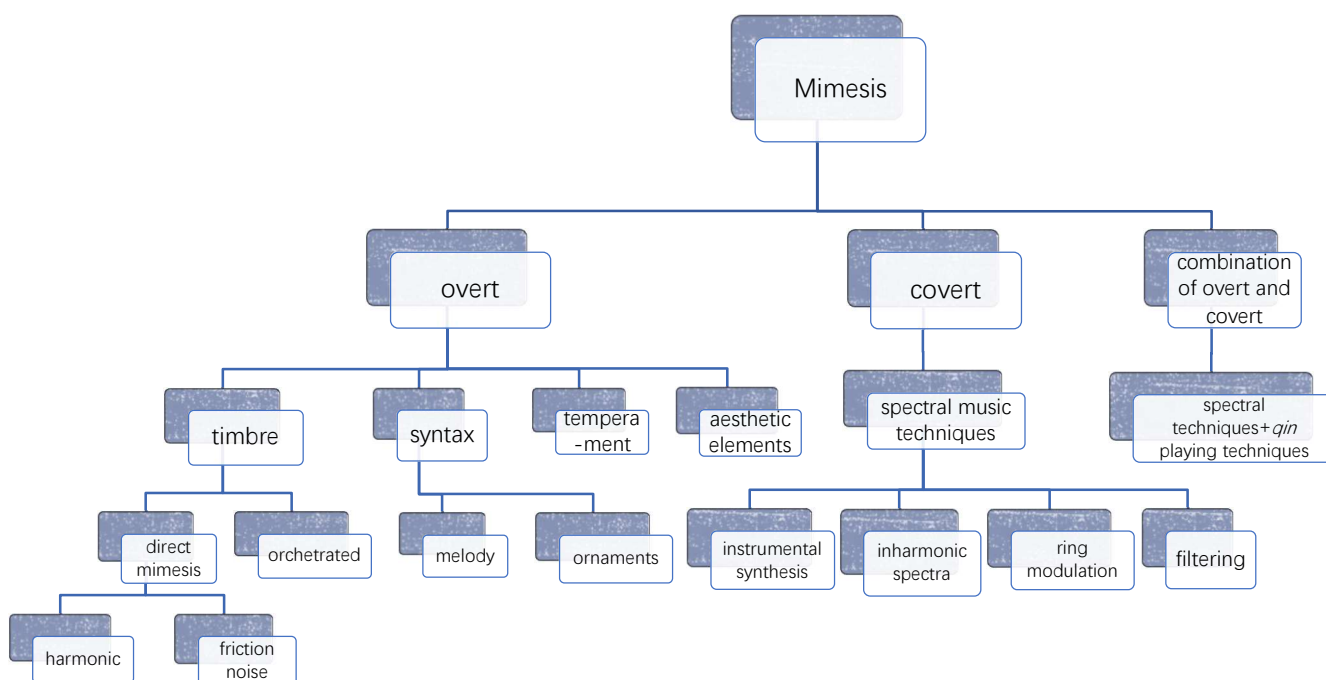 Mimesis
overt
covert
combination
of overt and
covert
timbre
syntax
tempera
-ment
aesthetic
elements
spectral music
techniques
spectral
techniques+qin
playing techniques
direct
mimesis
orchetrated
melody
ornaments
instrumental
synthesis
inharmonic
spectra
ring
modulation
filtering
harmonic
friction
noise